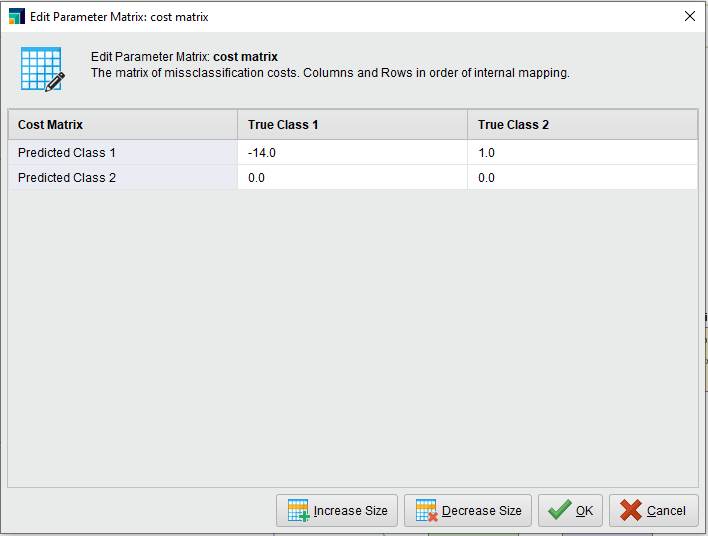 Edit Parameter Matrix: cost matrix
Edit Parameter Matrix: cost matrix
The matrix of missclassification costs. Columns and Rows in order of internal mapping.
Cost Matrix True Class 1 True Class 2
Predicted Class 1 -14.0 1.0
Predicted Class 2 0.0 0.0
Increase Size Decrease Size OK Cancel